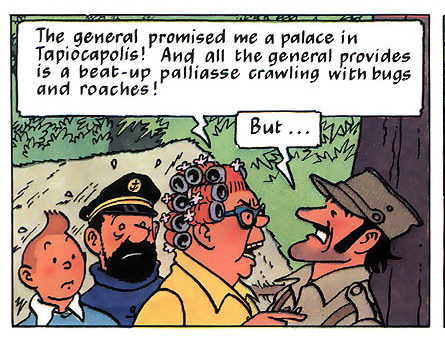 The general promised me a palace in
Tapiocapolis! And all the general provides
is a beat-up palliasse crawling with bugs
and roaches!
But ...